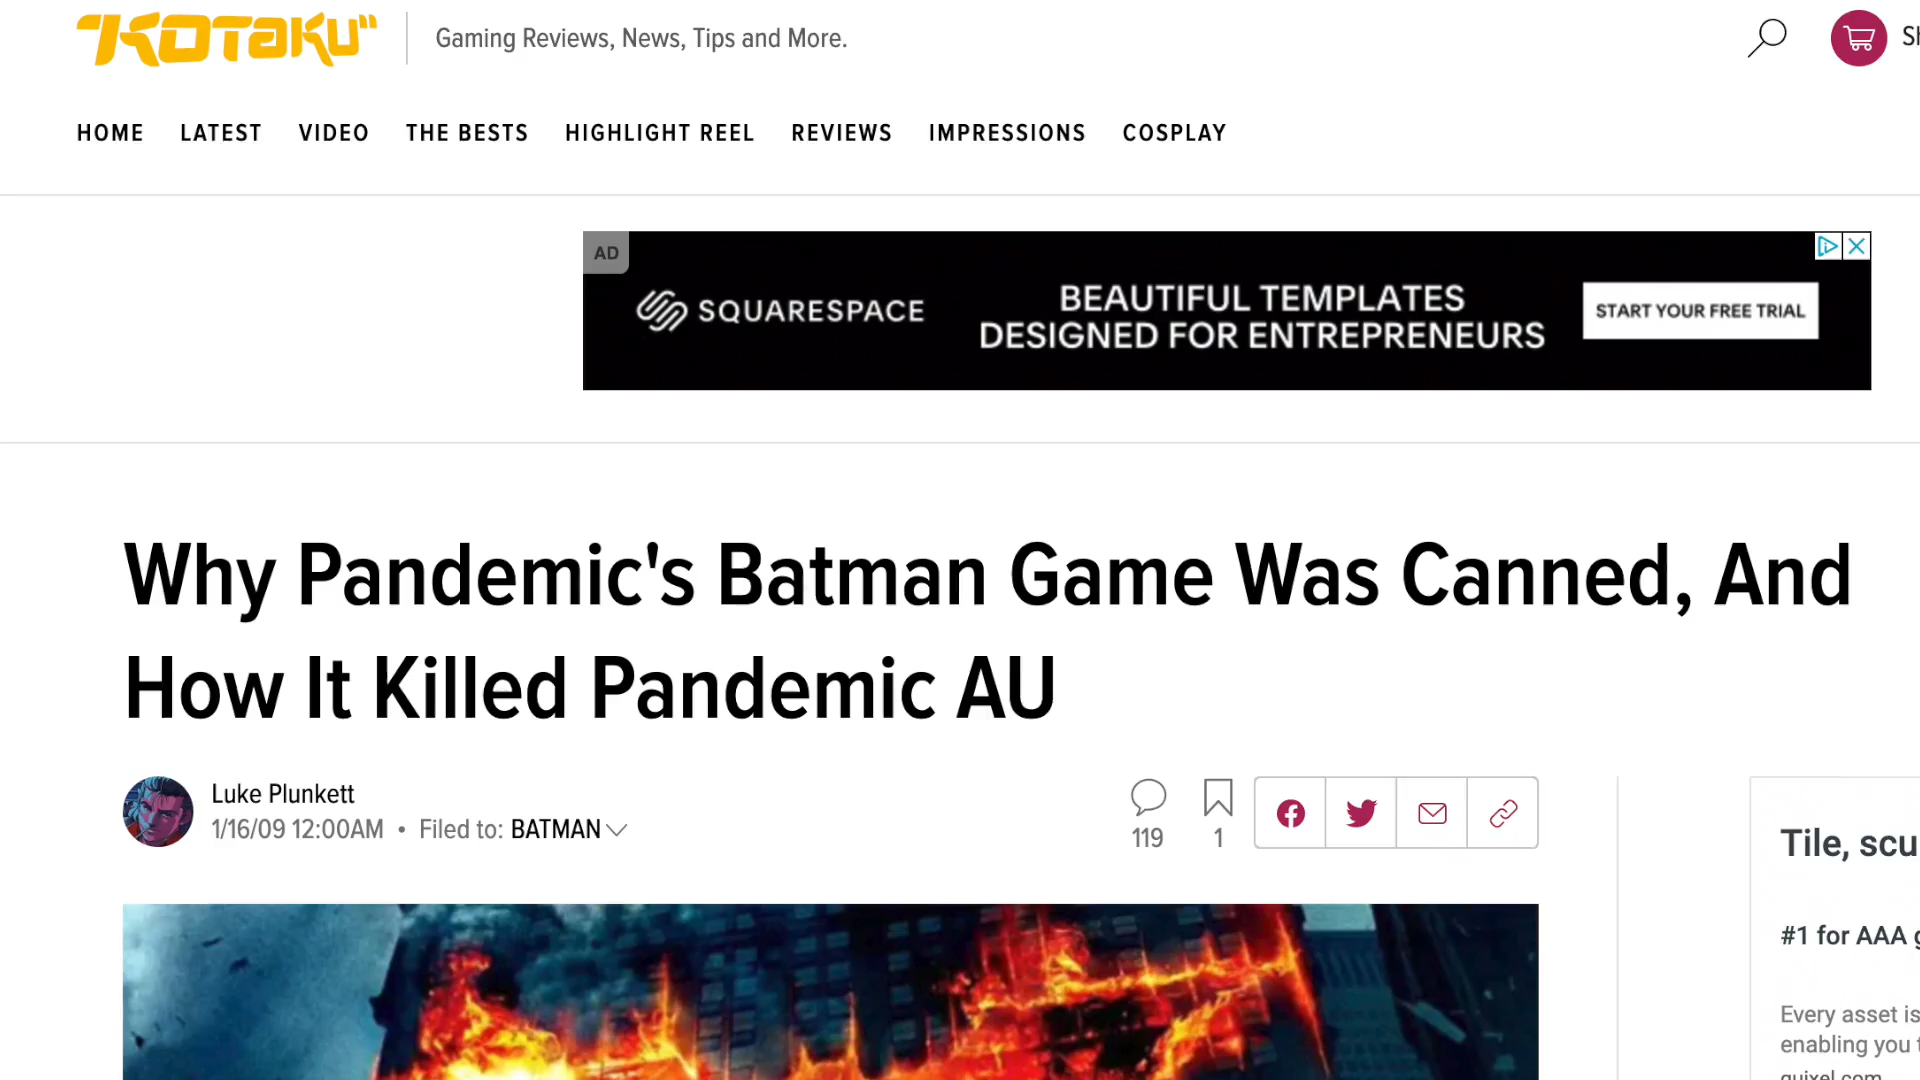 KOTAKU
Gaming Reviews, News, Tips and More.
Sh
HOME LATEST VIDEO THE BESTS HIGHLIGHT REEL REVIEWS IMPRESSIONS COSPLAY
AD
SQUARESPACE
BEAUTIFUL TEMPLATES
DESIGNED FOR ENTREPRENEURS
START YOUR FREE TRIAL
Why Pandemic's Batman Game Was Canned, And
How It Killed Pandemic AU
Luke Plunkett
1/16/09 12:00AM • Filed to: BATMAN
119
1
Tile, scu
#1 for AAA g
Every asset is
enabling you t
quixel.com